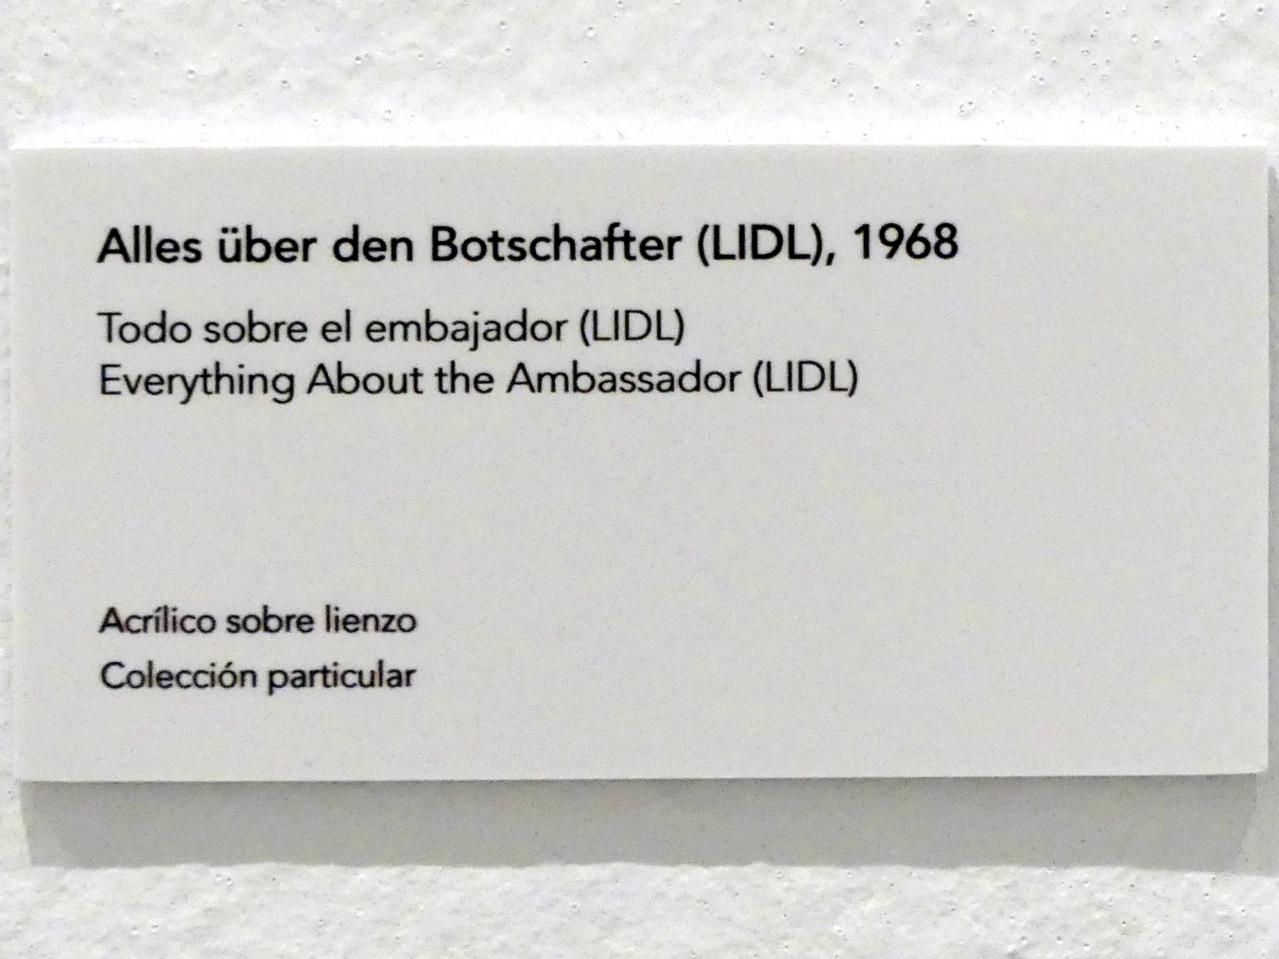 Alles über den Botschafter (LIDL), 1968
Todo sobre el embajador (LIDL)
Everything About the Ambassador (LIDL)
Acrílico sobre lienzo
Colección particular